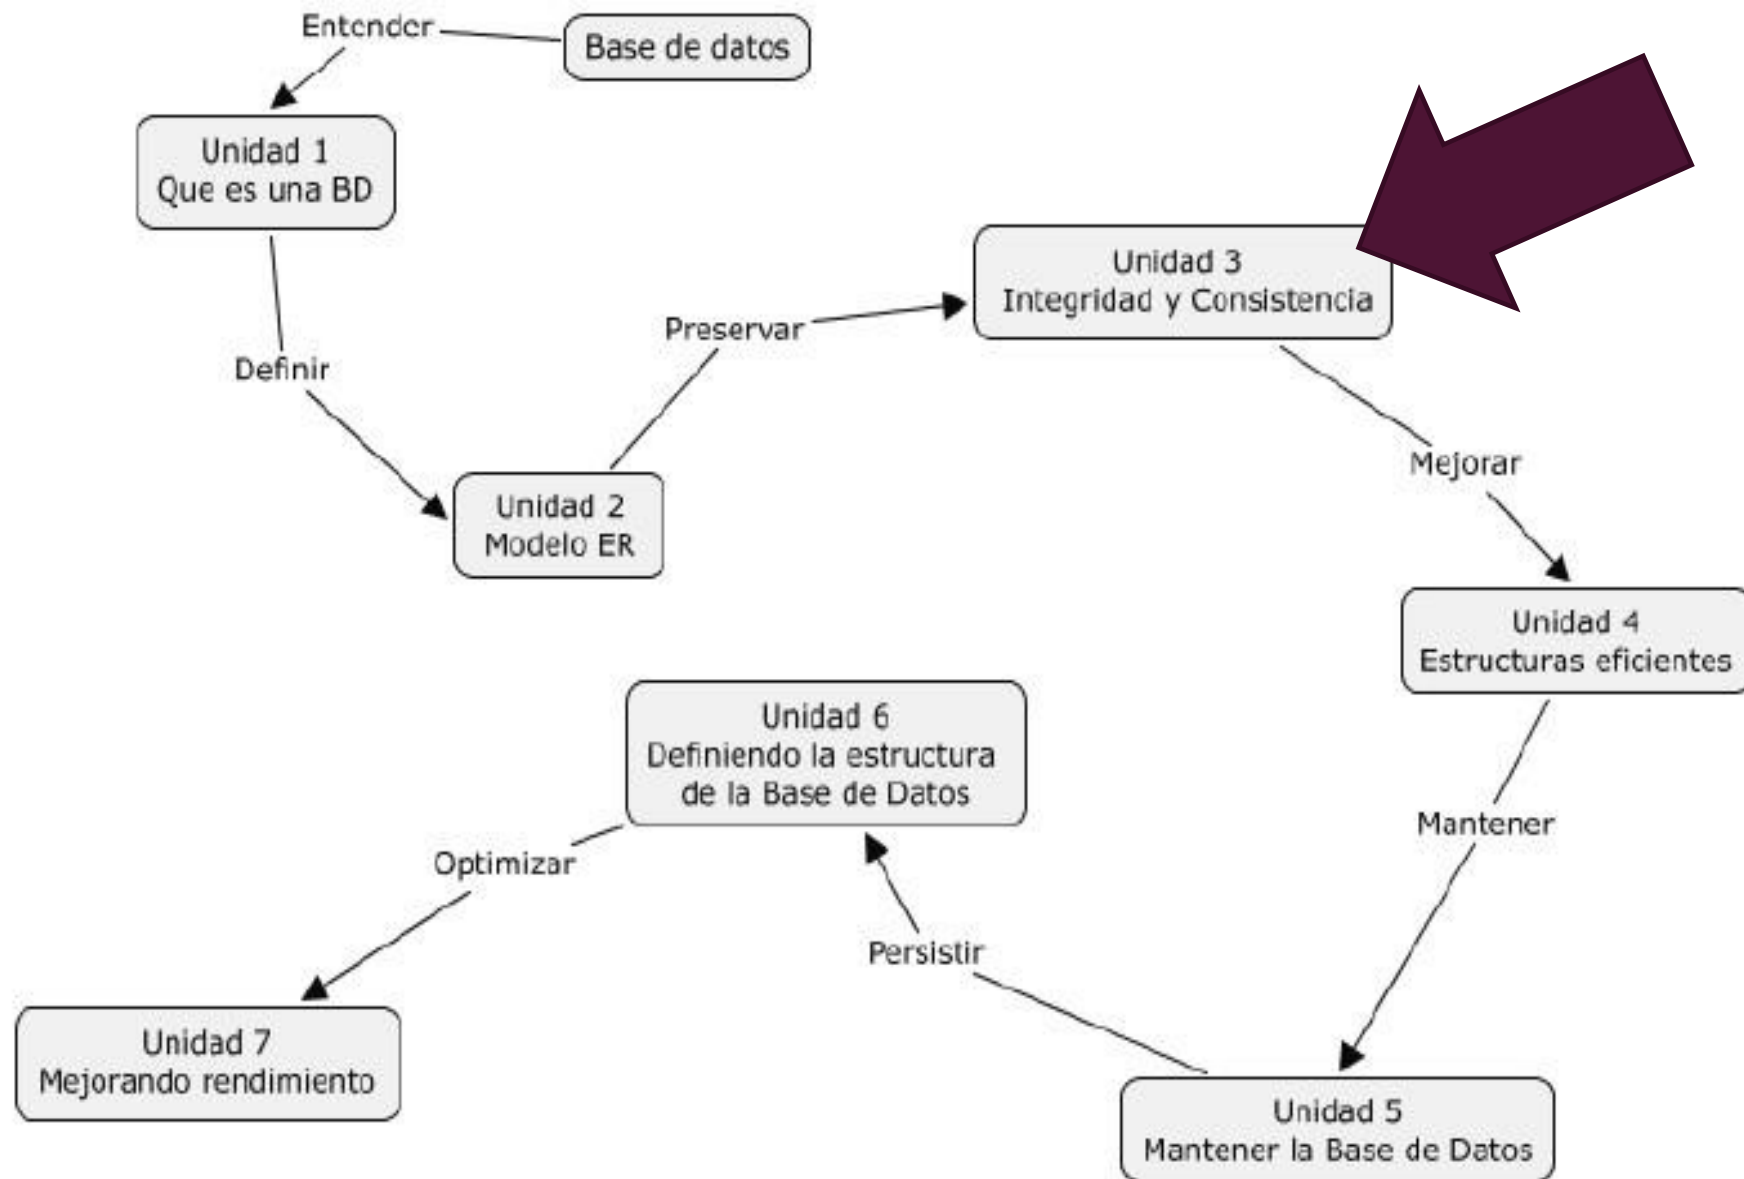 Entender
Base de datos
Unidad 1
Que es una BD
Definir
Unidad 2
Modelo ER
Preservar
Unidad 3
Integridad y Consistencia
Mejorar
Unidad 4
Estructuras eficientes
Mantener
Unidad 5
Mantener la Base de Datos
Persistir
Unidad 6
Definiendo la estructura
de la Base de Datos
Optimizar
Unidad 7
Mejorando rendimiento